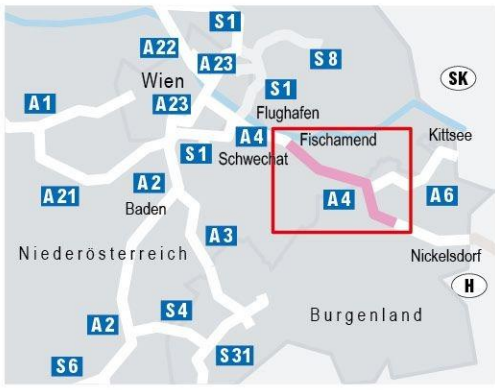 S1
A22
S8
A23
Wien
SK
S1
A1
A23
Flughafen
A4
Fischamend
Kittsee
S1
Schwechat
A21
A2
A4
A6
Baden
A3
Niederösterreich
Nickelsdorf
H
S4
A2
Burgenland
S31
S6